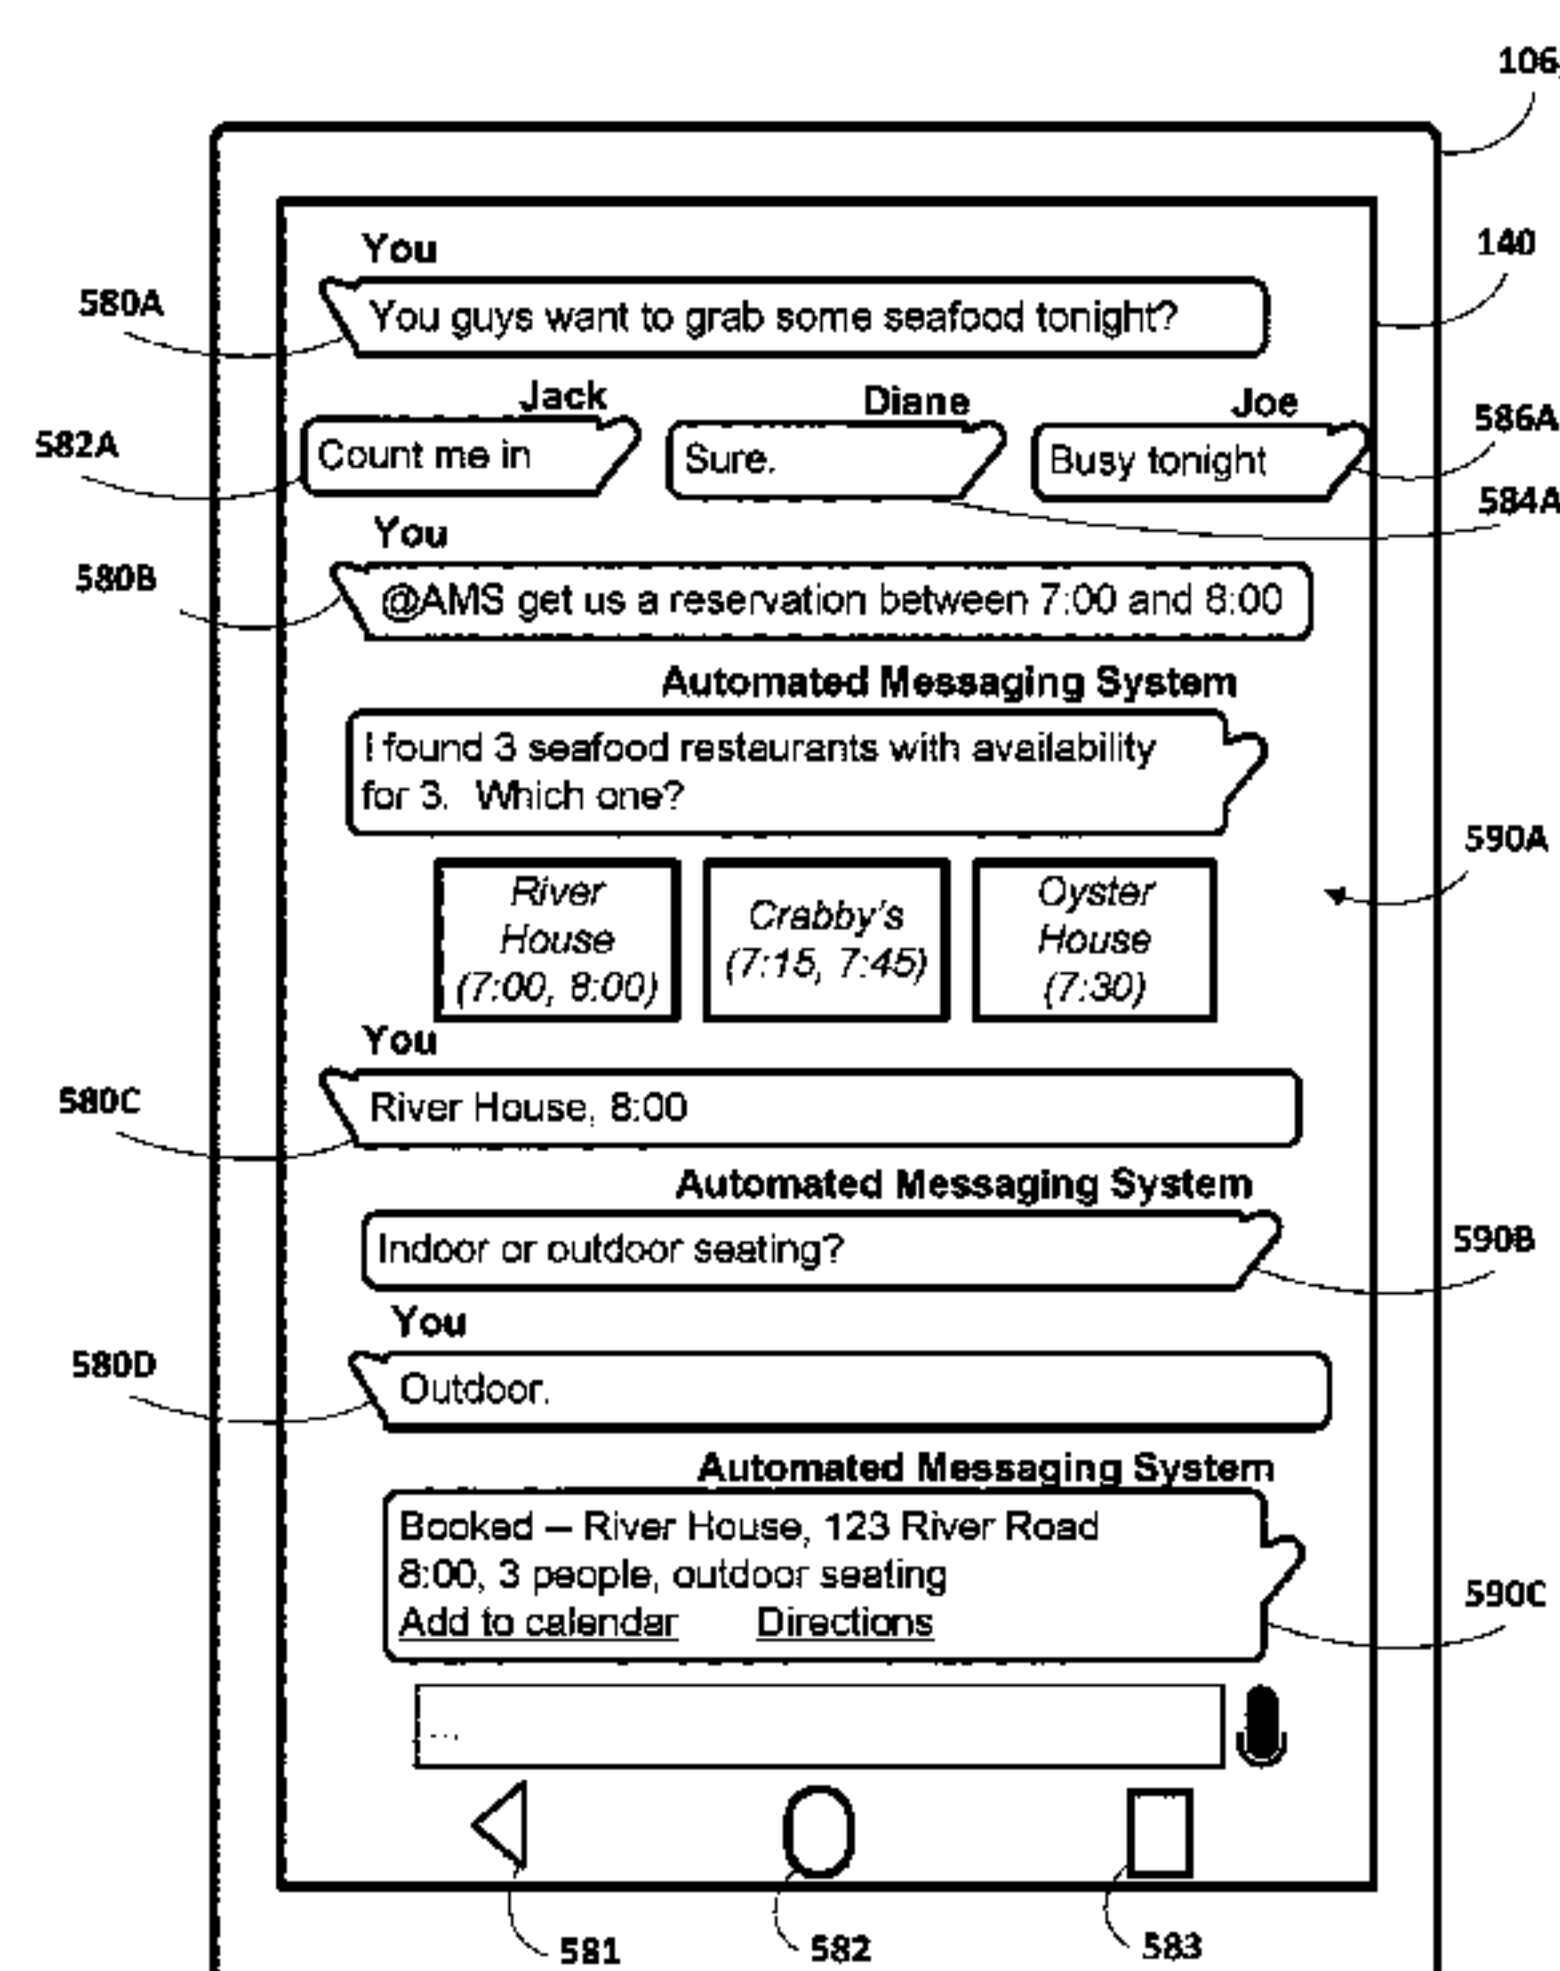 106
You
140
580A
You guys want to grab some seafood tonight?
Jack
Diane
Joe
586A
582A
Count me in
Sure.
Busy tonight
584A
You
580B
@AMS get us a reservation between 7:00 and 8:00
Automated Messaging System
I found 3 seafood restaurants with availability
for 3. Which one?
590A
River
House
(7:00, 8:00)
Crabby's
(7:15, 7:45)
Oyster
House
(7:30)
You
580C
River House, 8:00
Automated Messaging System
Indoor or outdoor seating?
590B
You
580D
Outdoor.
Automated Messaging System
Booked – River House, 123 River Road
8:00, 3 people, outdoor seating
Add to calendar Directions
590C
...
581
582
583